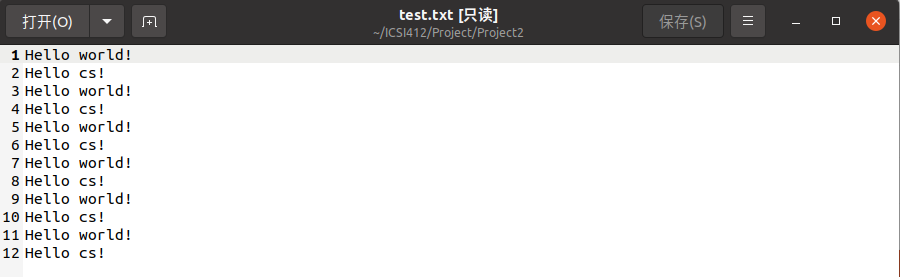 打开(O)
test.txt [只读]
~/ICSI412/Project/Project2
保存(S)
1 Hello world!
2 Hello cs!
3 Hello world!
4 Hello cs!
5 Hello world!
6 Hello cs!
7 Hello world!
8 Hello cs!
9 Hello world!
10 Hello cs!
11 Hello world!
12 Hello cs!